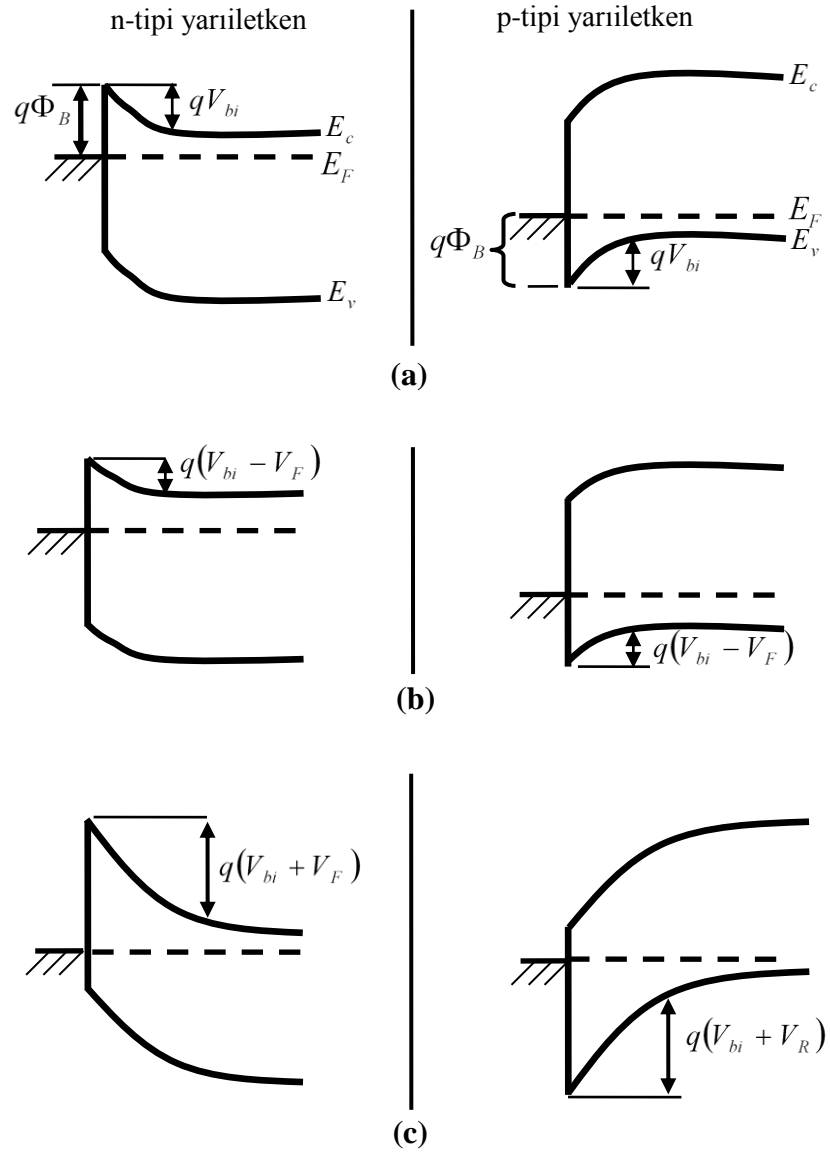 n-tipi yarıiletken
p-tipi yarıiletken
qΦ_B
qV_bi
E_c
E_F
E_v
E_c
E_F
E_v
qΦ_B
qV_bi
(a)
q(V_bi − V_F)
q(V_bi − V_F)
(b)
q(V_bi + V_F)
q(V_bi + V_R)
(c)